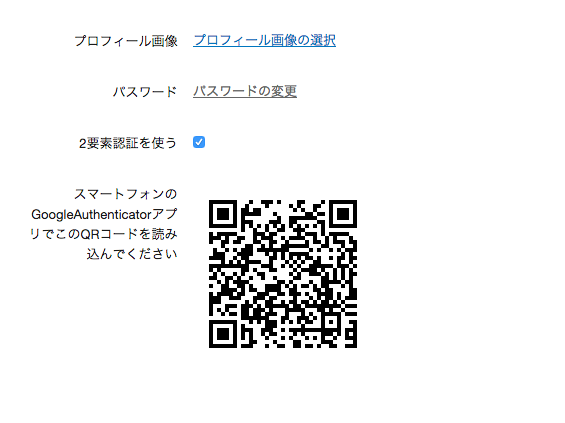 プロフィール画像 プロフィール画像の選択
パスワード パスワードの変更
2要素認証を使う
スマートフォンの
GoogleAuthenticatorアプ
リでこのQRコードを読み
込んでください